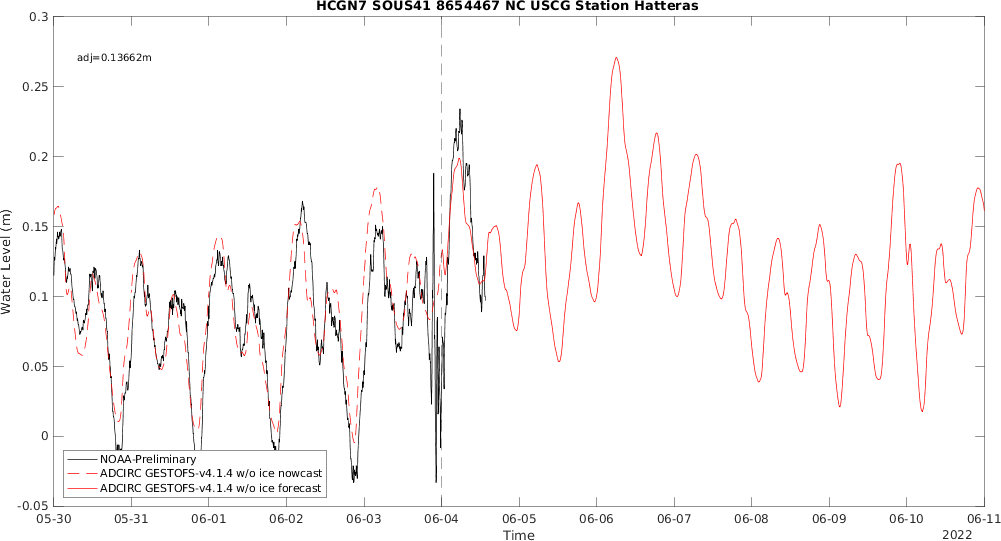 HCGN7 SOUS41 8654467 NC USCG Station Hatteras
adj=0.13662m
0.3
0.25
0.2
0.15
0.1
0.05
0
-0.05
Water Level (m)
NOAA-Preliminary
ADCIRC GESTOFS-v4.1.4 w/o ice nowcast
ADCIRC GESTOFS-v4.1.4 w/o ice forecast
05-30 05-31 06-01 06-02 06-03 06-04 06-05 06-06 06-07 06-08 06-09 06-10 06-11
Time
2022